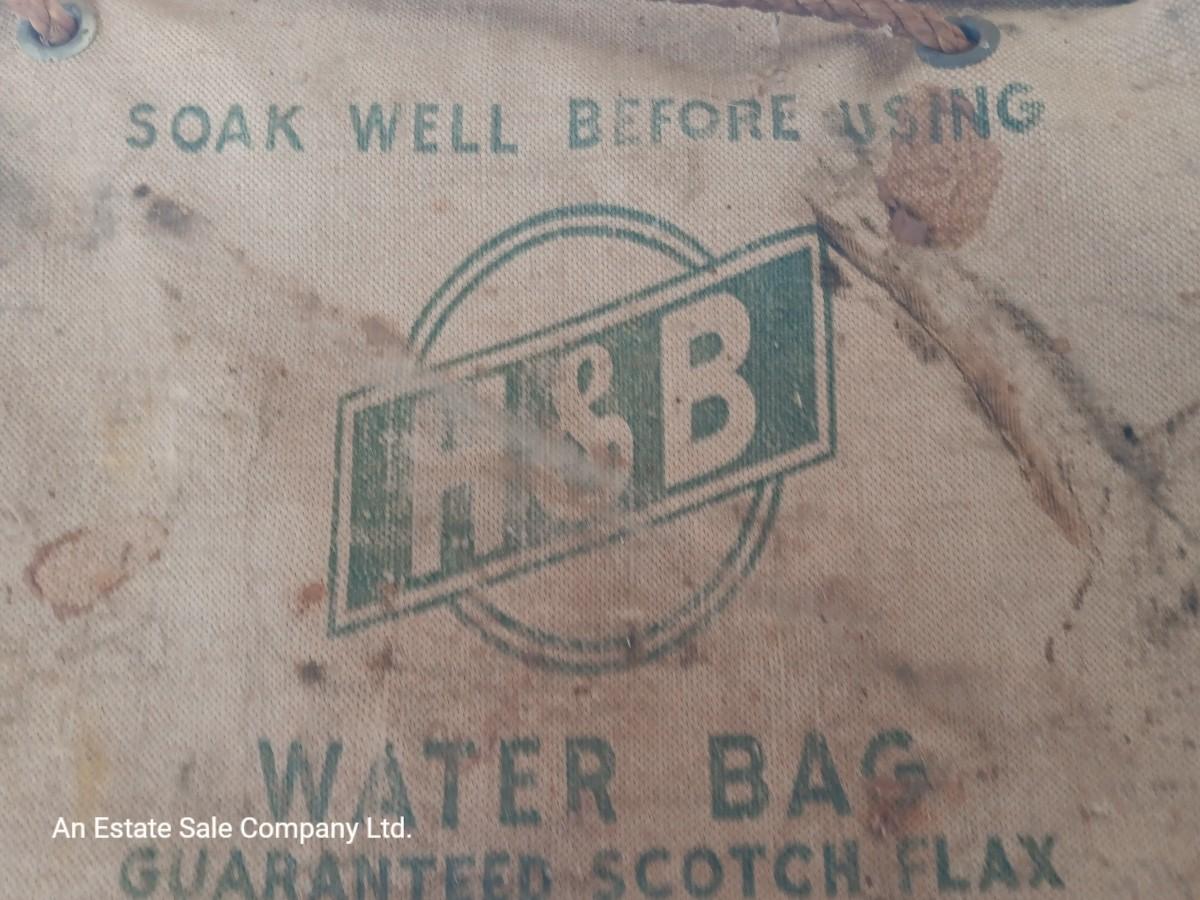 SOAK WELL BEFORE USING
H&B
WATER BAG
An Estate Sale Company Ltd.
GUARANTEED SCOTCH FLAX